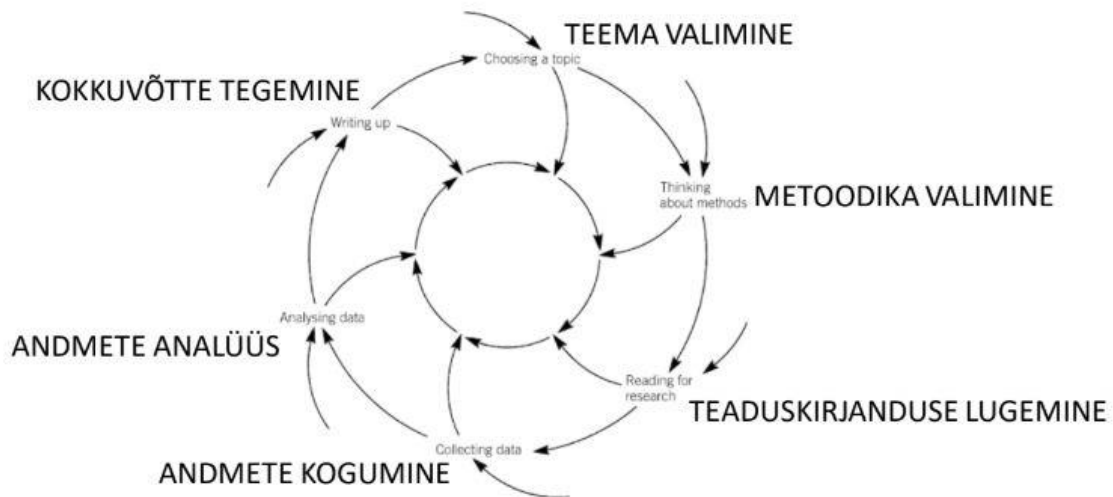 TEEMA VALIMINE
Choosing a topic
KOKKUVÕTTE TEGEMINE
Writing up
Thinking
about methods
METOODIKA VALIMINE
Analysing data
ANDMETE ANALÜÜS
Reading for
research
TEADUSKIRJANDUSE LUGEMINE
Collecting data
ANDMETE KOGUMINE